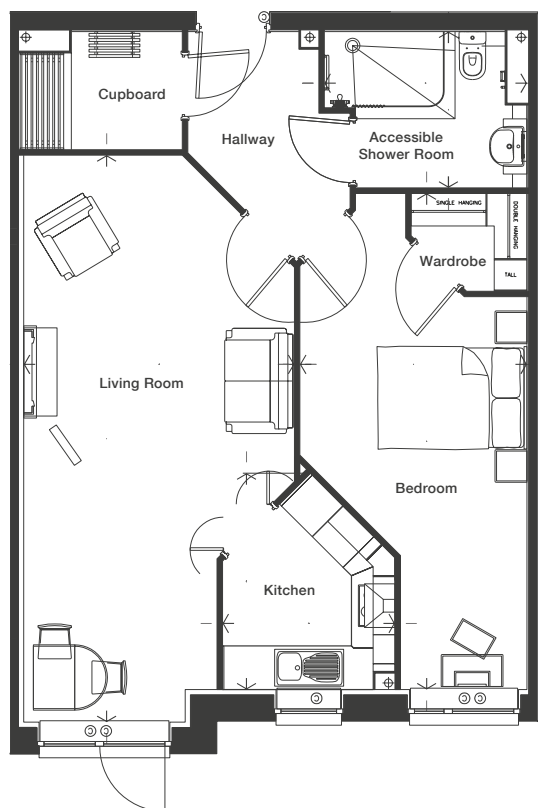 Cupboard
Hallway
Accessible
Shower Room
SINGLE HANGING
DOUBLE HANGING
Wardrobe
TALL
Living Room
Bedroom
Kitchen